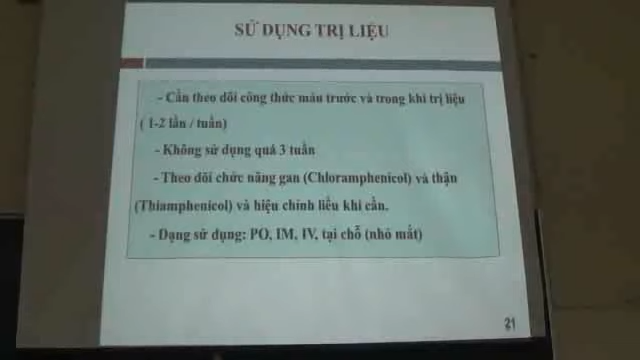 SỬ DỤNG TRỊ LIỆU
- Cần theo dõi công thức máu trước và trong khi trị liệu
( 1-2 lần / tuần)
- Không sử dụng quá 3 tuần
- Theo dõi chức năng gan (Chloramphenicol) và thận
(Thiamphenicol) và hiệu chỉnh liều khi cần.
- Dạng sử dụng: PO, IM, IV, tại chỗ (nhỏ mắt)
21